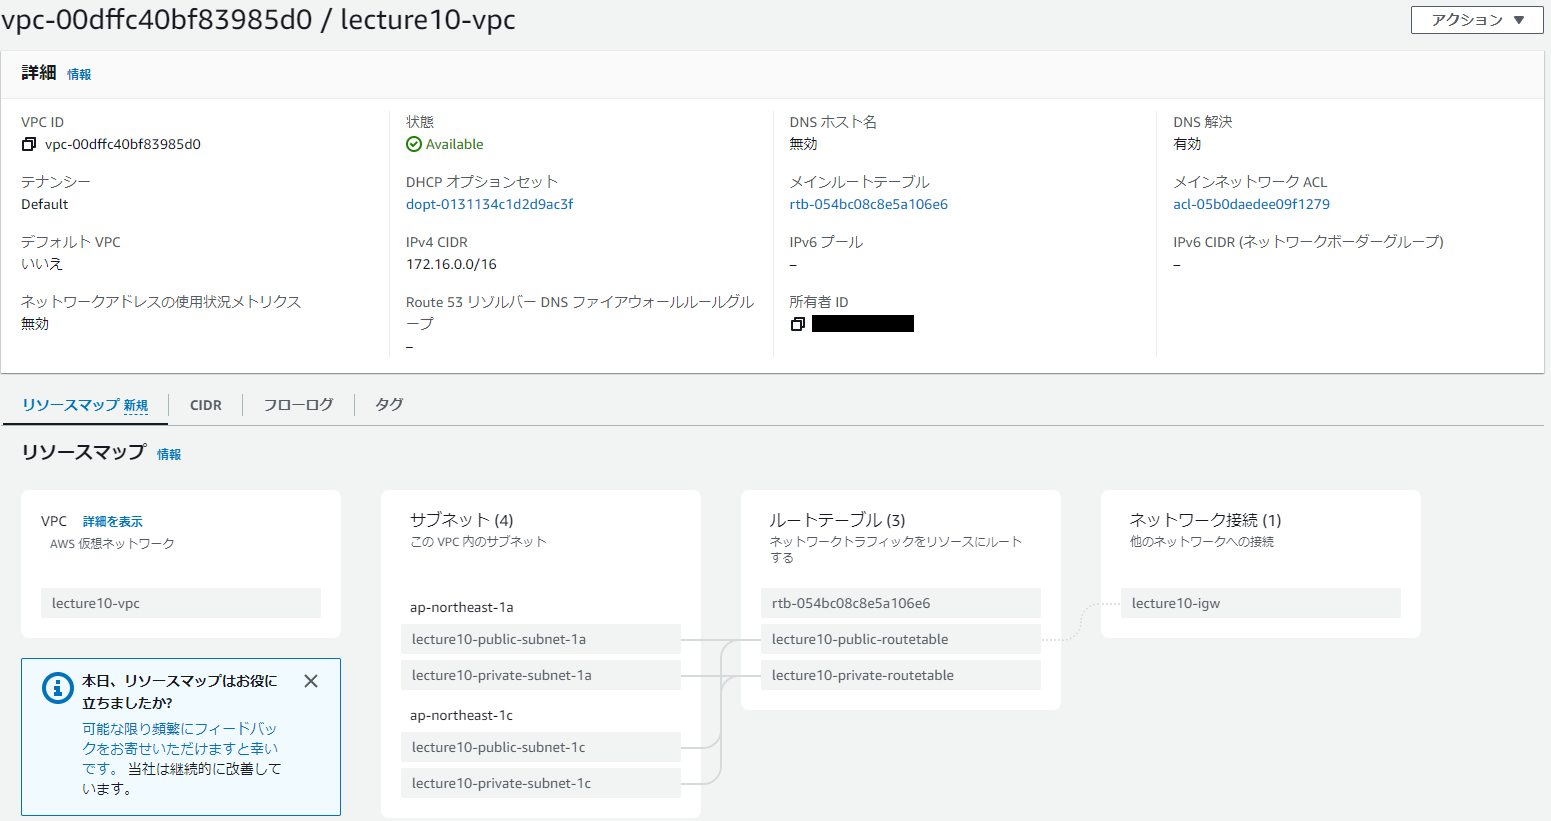 vpc-00dffc40bf83985d0 / lecture10-vpc
アクション ▼
詳細 情報
VPC ID
vpc-00dffc40bf83985d0
状態
Available
DNS ホスト名
無効
DNS 解決
有効
テナンシー
Default
DHCP オプションセット
dopt-0131134c1d2d9ac3f
メインルートテーブル
rtb-054bc08c8e5a106e6
メインネットワーク ACL
acl-05b0daedee09f1279
デフォルト VPC
いいえ
IPv4 CIDR
172.16.0.0/16
IPv6 プール
–
IPv6 CIDR (ネットワークボーダーグループ)
–
ネットワークアドレスの使用状況メトリクス
無効
Route 53 リゾルバー DNS ファイアウォールルールグル
ープ
–
所有者 ID
リソースマップ 新規
CIDR
フローログ
タグ
リソースマップ 情報
VPC 詳細を表示
AWS 仮想ネットワーク
lecture10-vpc
本日、リソースマップはお役に
立ちましたか?
可能な限り頻繁にフィードバッ
クをお寄せいただけますと幸い
です。 当社は継続的に改善して
います。
サブネット (4)
この VPC 内のサブネット
ap-northeast-1a
lecture10-public-subnet-1a
lecture10-private-subnet-1a
ap-northeast-1c
lecture10-public-subnet-1c
lecture10-private-subnet-1c
ルートテーブル (3)
ネットワークトラフィックをリソースにルート
する
rtb-054bc08c8e5a106e6
lecture10-public-routetable
lecture10-private-routetable
ネットワーク接続 (1)
他のネットワークへの接続
lecture10-igw